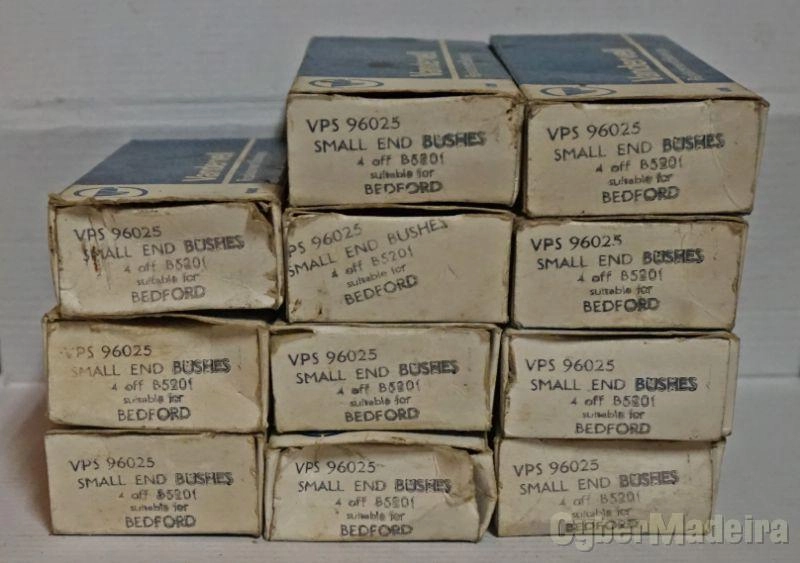 VPS 96025
SMALL END BUSHES
4 off B5201
suitable for
BEDFORD
VPS 96025
SMALL END BUSHES
4 off B5201
suitable for
BEDFORD
VPS 96025
SMALL END BUSHES
4 off B5201
suitable for
BEDFORD
PS 96025
SMALL END BUSHES
4 off B5201
suitable for
BEDFORD
VPS 96025
SMALL END BUSHES
4 off B5201
suitable for
BEDFORD
VPS 96025
SMALL END BUSHES
4 off B5201
suitable for
BEDFORD
VPS 96025
SMALL END BUSHES
4 off B5201
suitable for
BEDFORD
VPS 96025
SMALL END BUSHES
4 off B5201
suitable for
BEDFORD
VPS 96025
SMALL END BUSHES
4 off B5201
suitable for
BEDFORD
VPS 96025
SMALL END BUSHES
4 off B5201
suitable for
BEDFORD
VPS 96025
SMALL END BUSHES
4 off B5201
suitable for
BEDFORD
CyberMadeira